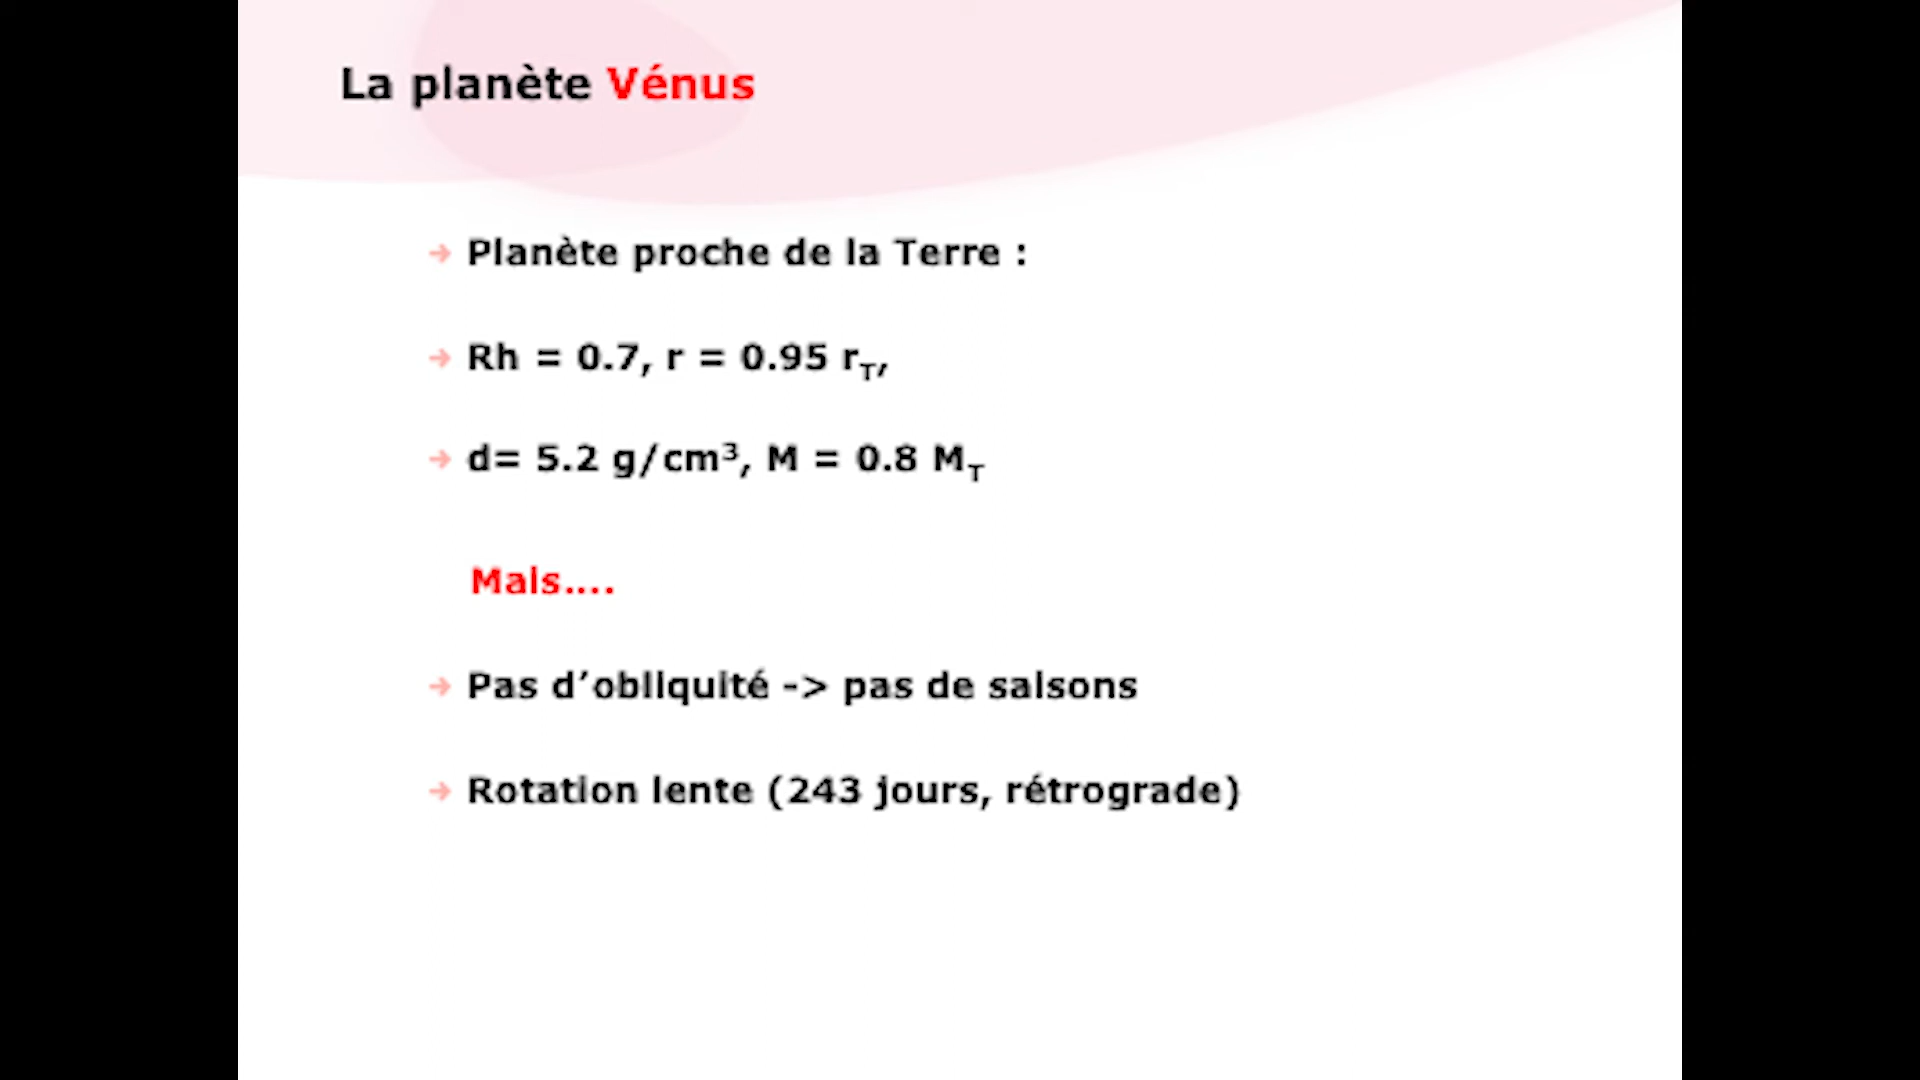 La planète Vénus
→ Planète proche de la Terre :
→ Rh = 0.7, r = 0.95 r_T,
→ d= 5.2 g/cm³, M = 0.8 M_T
Mais....
→ Pas d’obliquité -> pas de saisons
→ Rotation lente (243 jours, rétrograde)